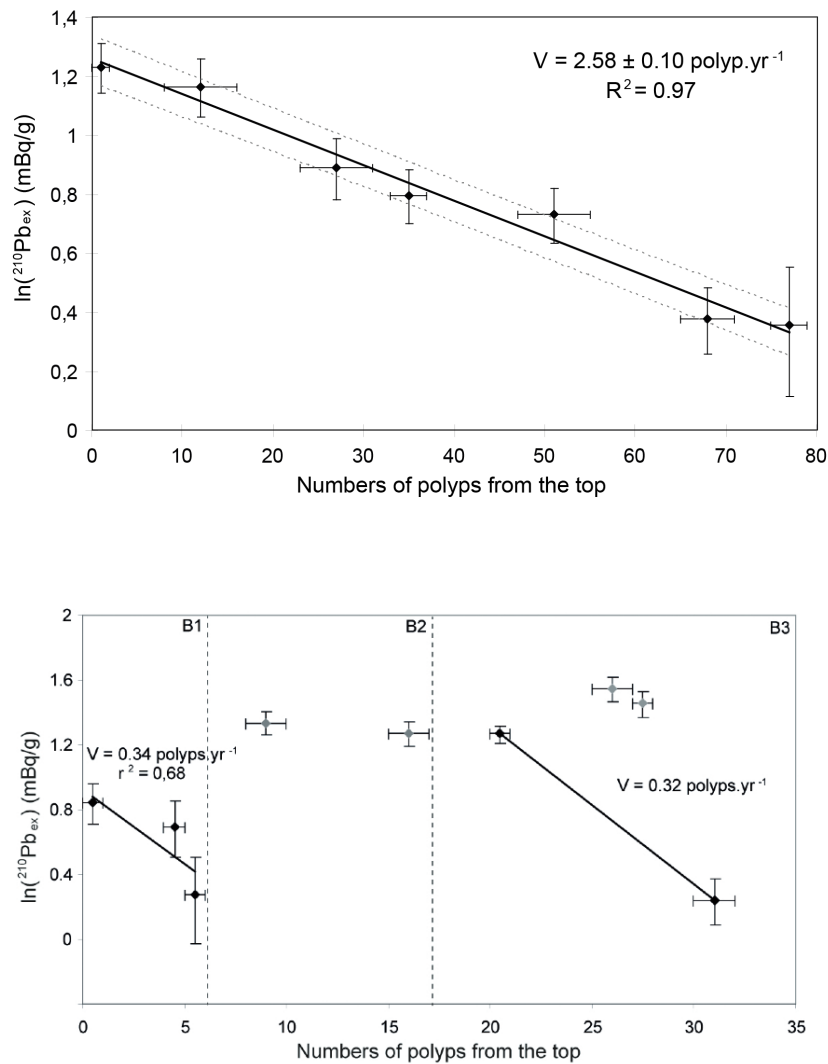 1,4
1,2
1
0,8
0,6
0,4
0,2
0
ln(²¹⁰Pbₑₓ) (mBq/g)
V = 2.58 ± 0.10 polyp.yr⁻¹
R² = 0.97
0 10 20 30 40 50 60 70 80
Numbers of polyps from the top
2
1.6
1.2
0.8
0.4
0
ln(²¹⁰Pbₑₓ) (mBq/g)
B1 B2 B3
V = 0.34 polyps.yr⁻¹
r² = 0,68
V = 0.32 polyps.yr⁻¹
0 5 10 15 20 25 30 35
Numbers of polyps from the top